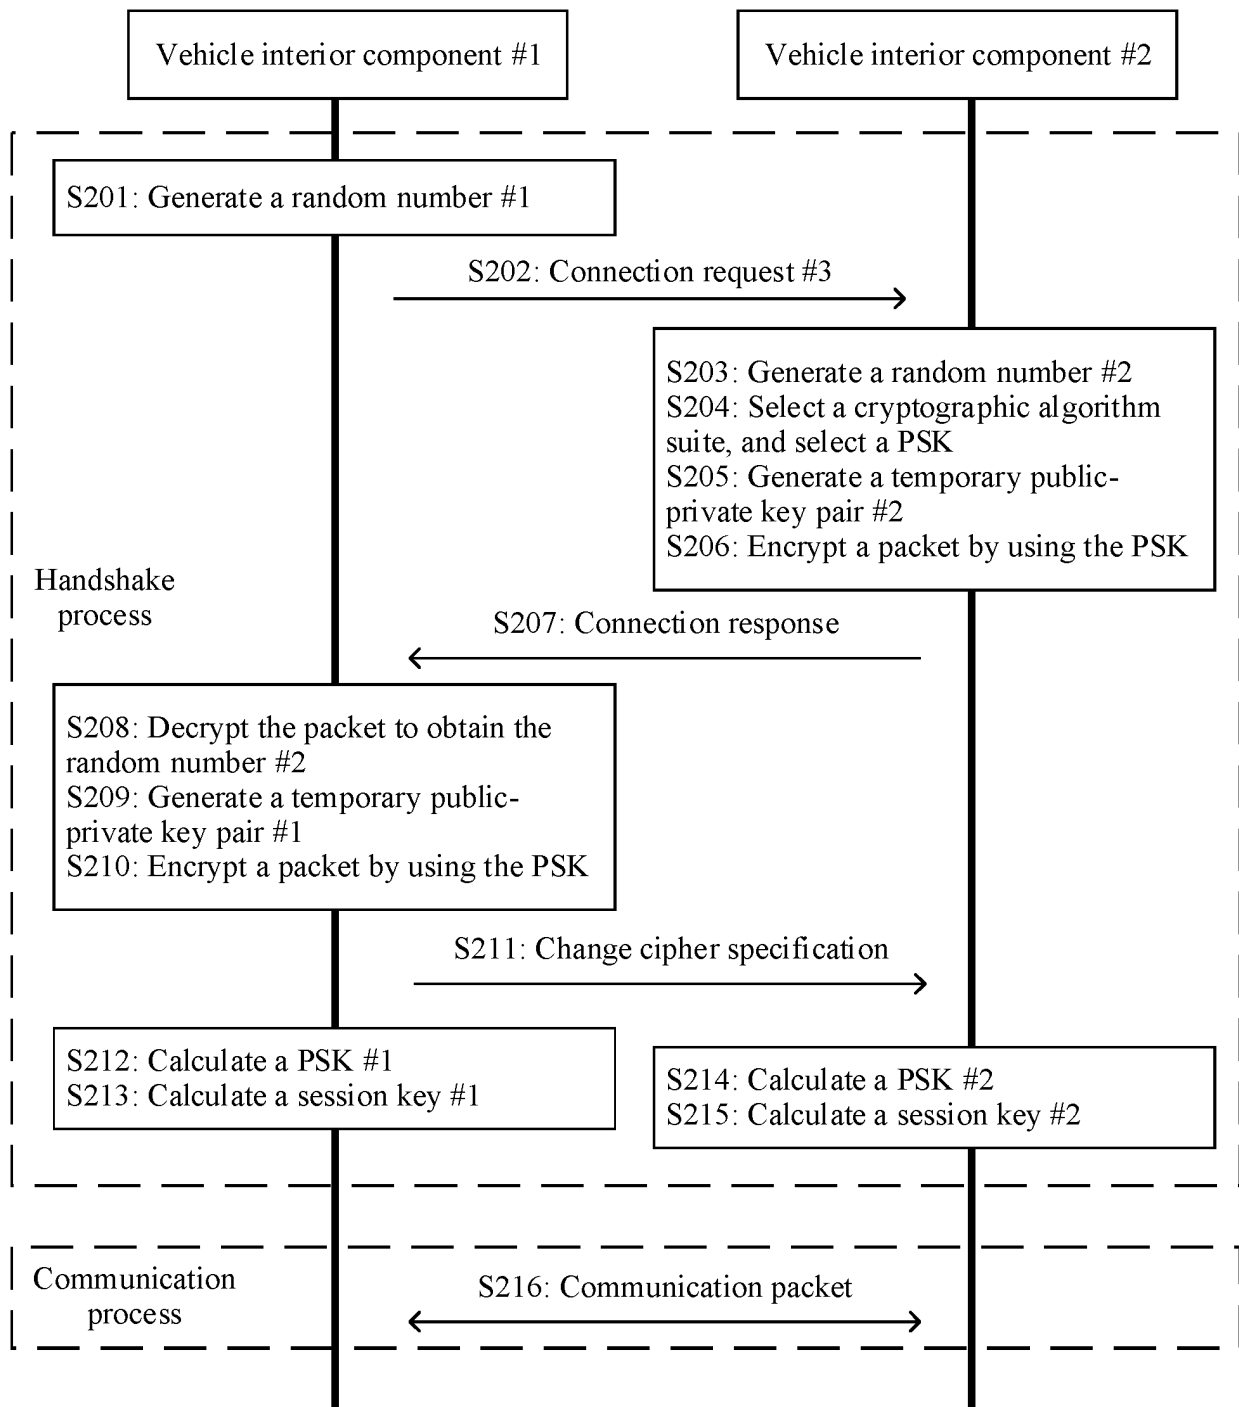 Vehicle interior component #1
Vehicle interior component #2
S201: Generate a random number #1
S202: Connection request #3
S203: Generate a random number #2
S204: Select a cryptographic algorithm
suite, and select a PSK
S205: Generate a temporary public-
private key pair #2
S206: Encrypt a packet by using the PSK
Handshake
process
S207: Connection response
S208: Decrypt the packet to obtain the
random number #2
S209: Generate a temporary public-
private key pair #1
S210: Encrypt a packet by using the PSK
S211: Change cipher specification
S212: Calculate a PSK #1
S213: Calculate a session key #1
S214: Calculate a PSK #2
S215: Calculate a session key #2
Communication
process
S216: Communication packet